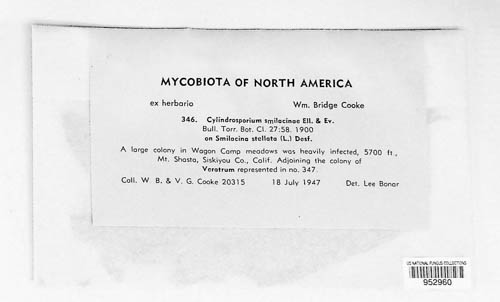 MYCOBIOTA OF NORTH AMERICA
ex herbario Wm. Bridge Cooke
346. Cylindrosporium smilacinae Ell. & Ev.
Bull. Torr. Bot. Cl. 27:58. 1900
on Smilacina stellata (L.) Desf.
A large colony in Wagon Camp meadows was heavily infected, 5700 ft.,
Mt. Shasta, Siskiyou Co., Calif. Adjoining the colony of
Veratrum represented in no. 347.
Coll. W. B. & V. G. Cooke 20315 18 July 1947 Det. Lee Bonar
US NATIONAL FUNGUS COLLECTIONS
952960